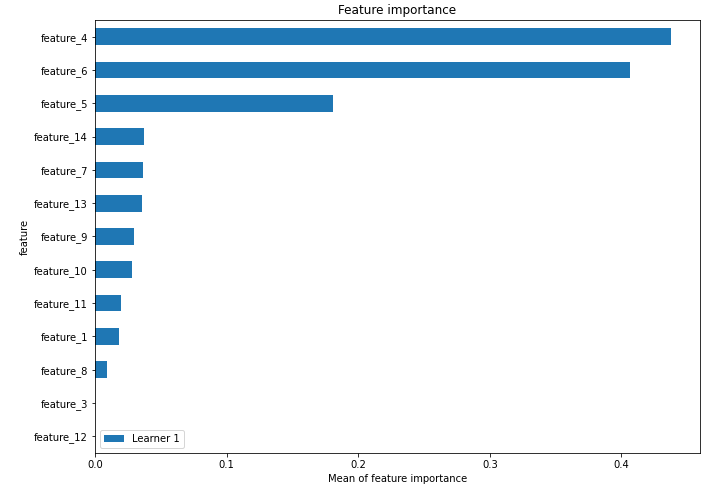 Feature importance
feature_4
feature_6
feature_5
feature_14
feature_7
feature_13
feature_9
feature_10
feature_11
feature_1
feature_8
feature_3
feature_12
feature
Learner 1
0.0 0.1 0.2 0.3 0.4
Mean of feature importance